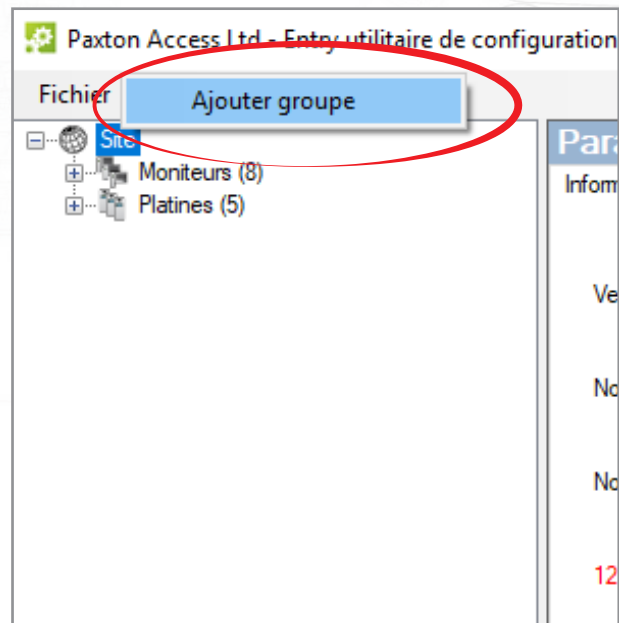 Paxton Access Ltd - Entry utilitaire de configuration
Fichier
Ajouter groupe
Site
Moniteurs (8)
Platines (5)
Para
Inform
Ve
No
No
12